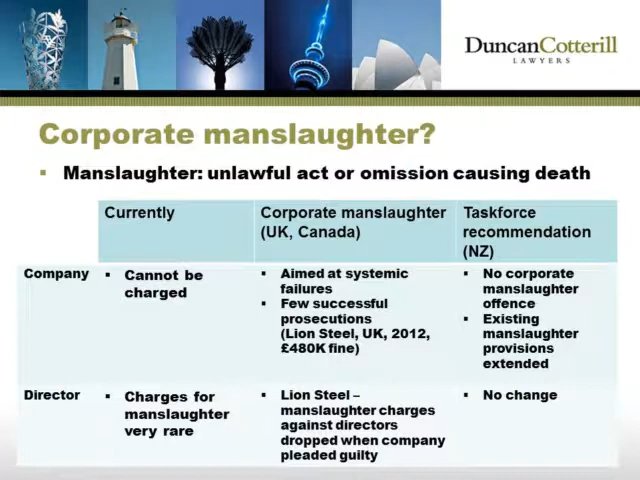 DuncanCotterill
LAWYERS
Corporate manslaughter?
▪ Manslaughter: unlawful act or omission causing death
Currently
Corporate manslaughter
(UK, Canada)
Taskforce
recommendation
(NZ)
Company
▪ Cannot be
charged
▪ Aimed at systemic
failures
▪ Few successful
prosecutions
(Lion Steel, UK, 2012,
£480K fine)
▪ No corporate
manslaughter
offence
▪ Existing
manslaughter
provisions
extended
Director
▪ Charges for
manslaughter
very rare
▪ Lion Steel –
manslaughter charges
against directors
dropped when company
pleaded guilty
▪ No change